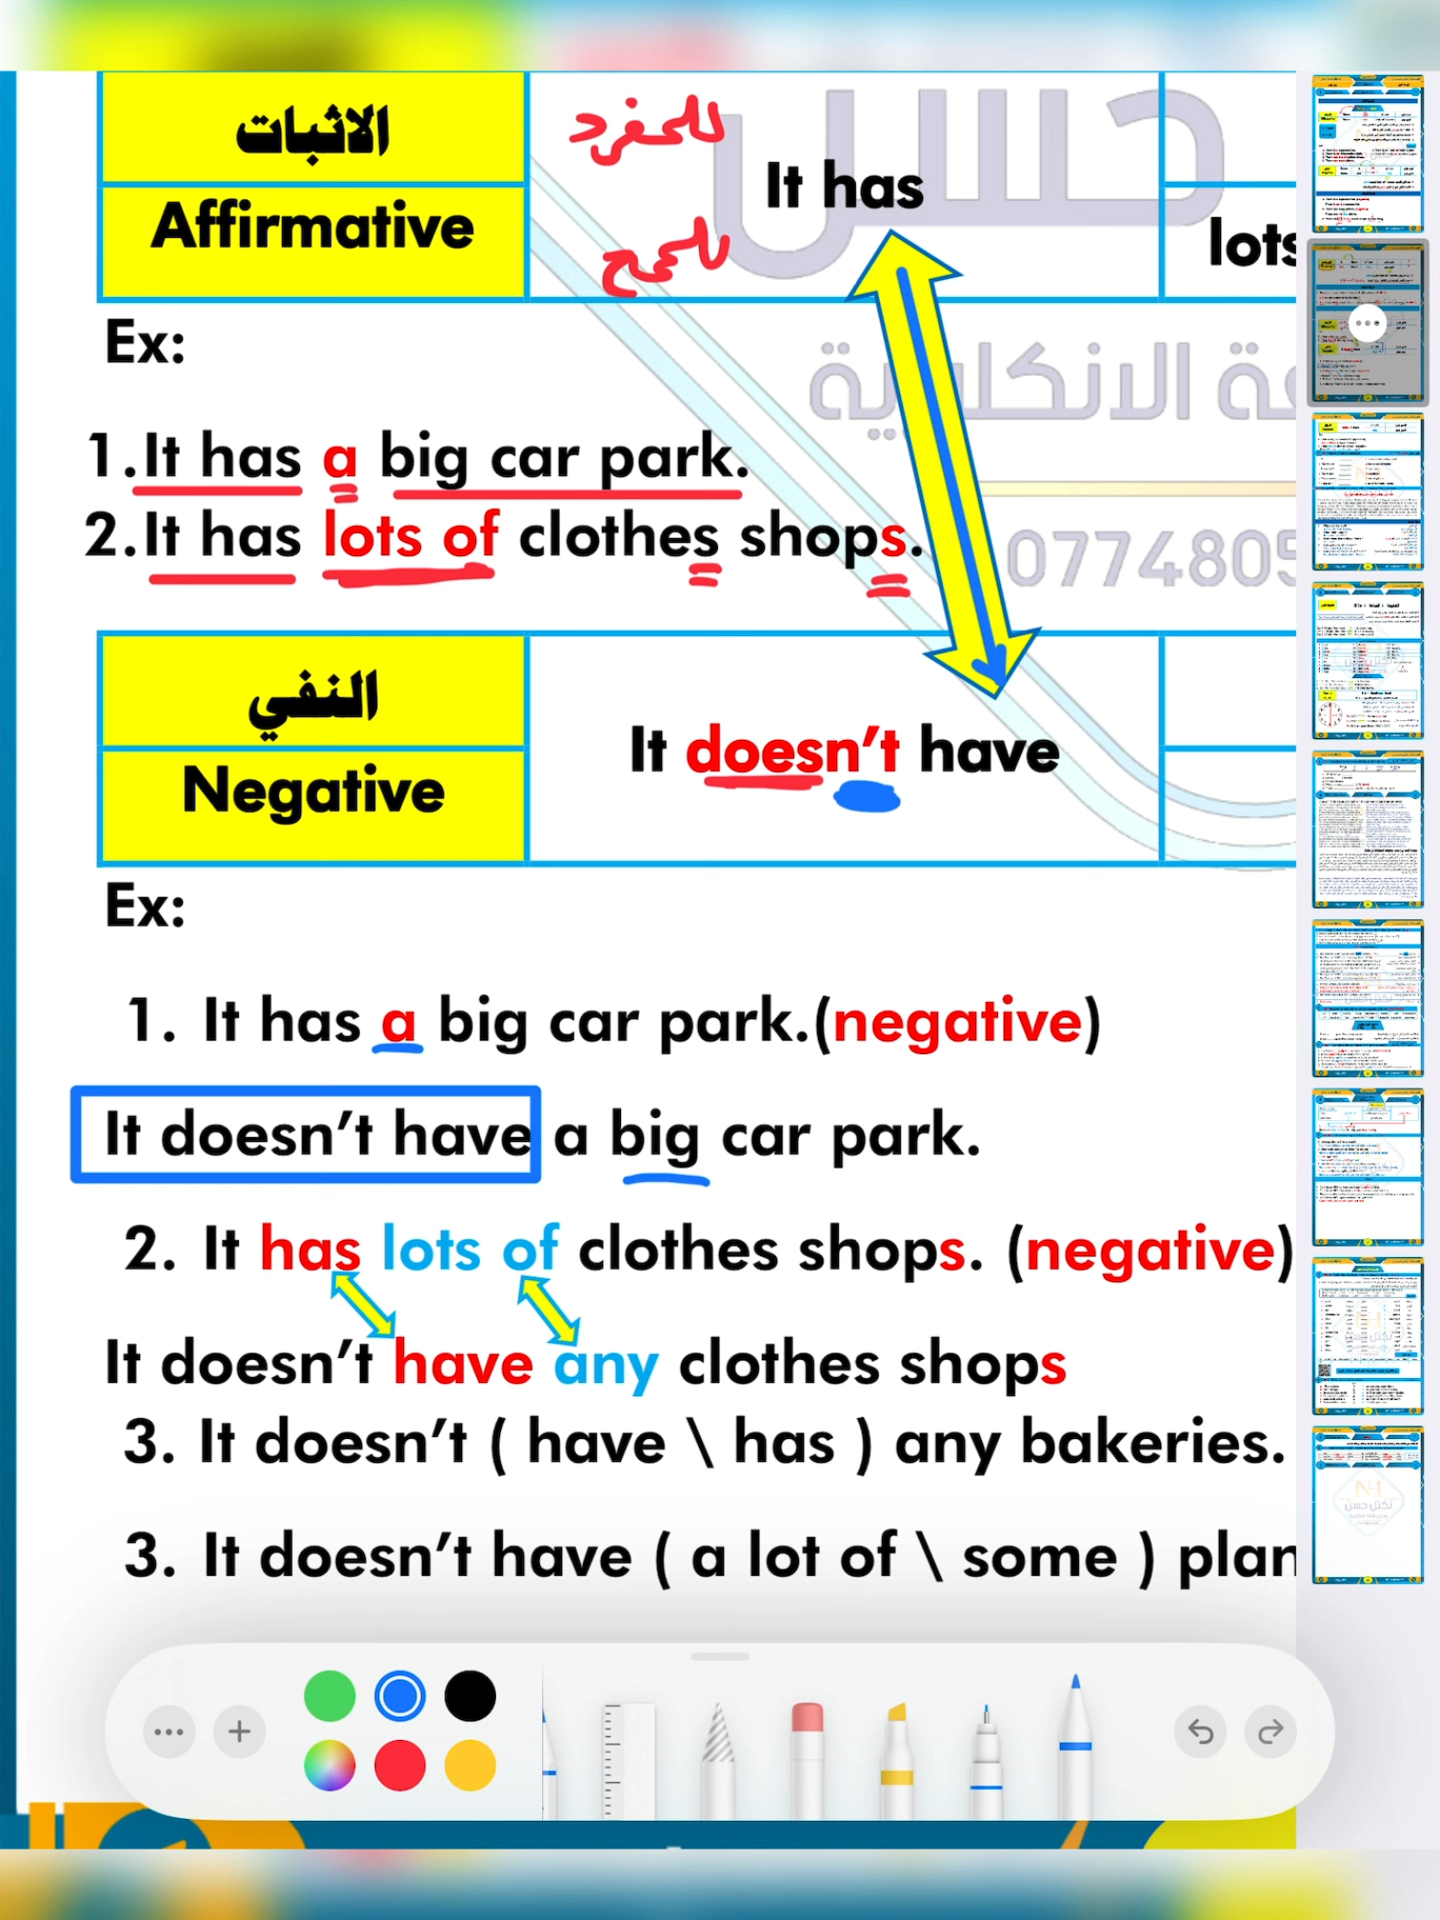 الاثبات
للمفرد
It has
Affirmative
للجمع
lots
Ex:
1. It has a big car park.
2. It has lots of clothes shops.
النفي
It doesn't have
Negative
Ex:
1. It has a big car park.(negative)
It doesn't have a big car park.
2. It has lots of clothes shops. (negative)
It doesn't have any clothes shops
3. It doesn't ( have \ has ) any bakeries.
3. It doesn't have ( a lot of \ some ) plan
حسن
ة الانكليزية
0774805